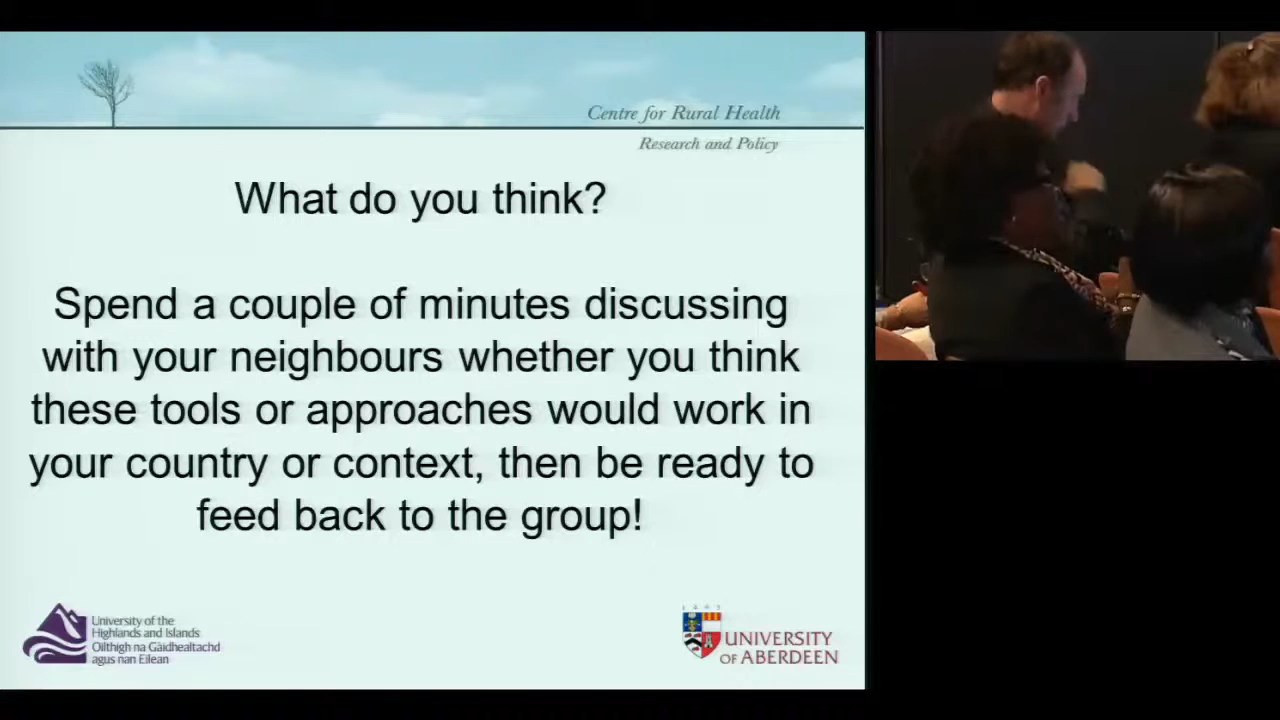 Centre for Rural Health
Research and Policy
What do you think?
Spend a couple of minutes discussing
with your neighbours whether you think
these tools or approaches would work in
your country or context, then be ready to
feed back to the group!
University of the
Highlands and Islands
Oilthigh na Gàidhealtachd
agus nan Eilean
1495
UNIVERSITY
OF ABERDEEN